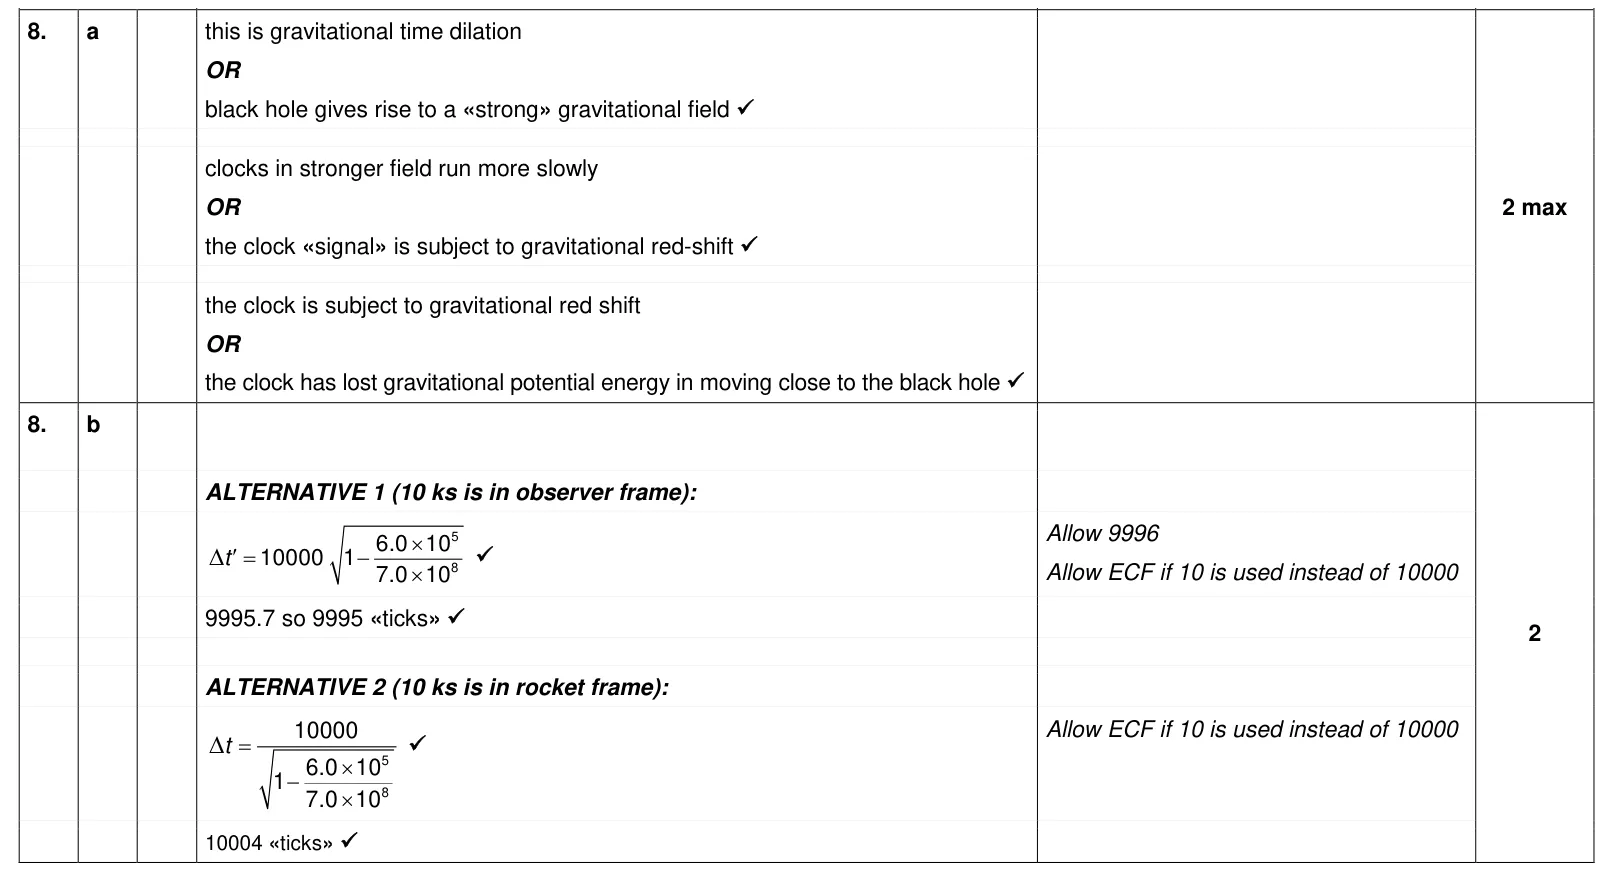 8. a this is gravitational time dilation
OR
black hole gives rise to a «strong» gravitational field ✓
clocks in stronger field run more slowly
OR
2 max
the clock «signal» is subject to gravitational red-shift ✓
the clock is subject to gravitational red shift
OR
the clock has lost gravitational potential energy in moving close to the black hole ✓
8. b
ALTERNATIVE 1 (10 ks is in observer frame):
Δt′ = 10000 √(1 − (6.0 × 10⁵)/(7.0 × 10⁸)) ✓
Allow 9996
Allow ECF if 10 is used instead of 10000
9995.7 so 9995 «ticks» ✓
2
ALTERNATIVE 2 (10 ks is in rocket frame):
Δt = 10000/√(1 − (6.0 × 10⁵)/(7.0 × 10⁸)) ✓
Allow ECF if 10 is used instead of 10000
10004 «ticks» ✓